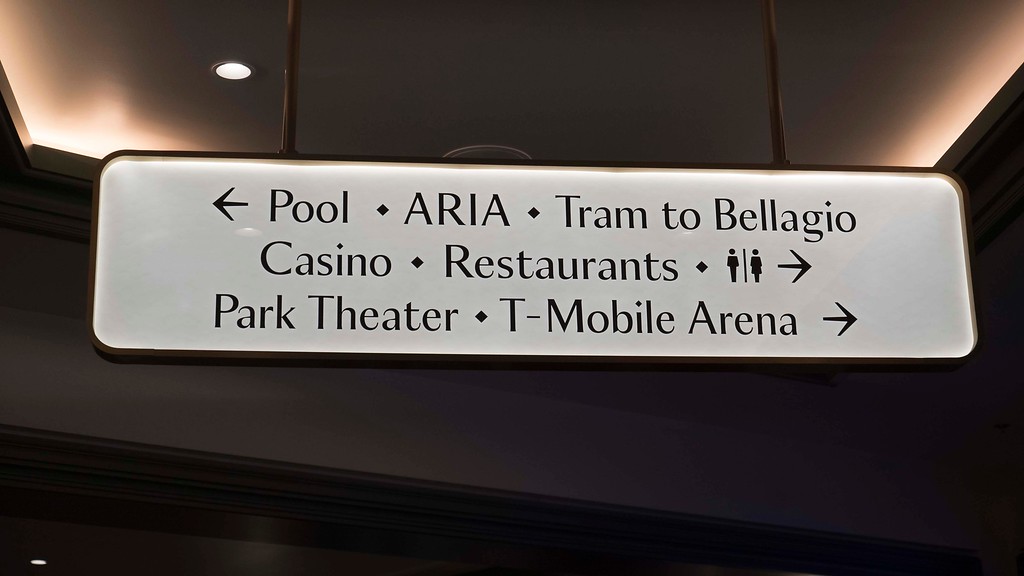 ← Pool ⬥ ARIA ⬥ Tram to Bellagio
Casino ⬥ Restaurants ⬥ 🚻 →
Park Theater ⬥ T-Mobile Arena →